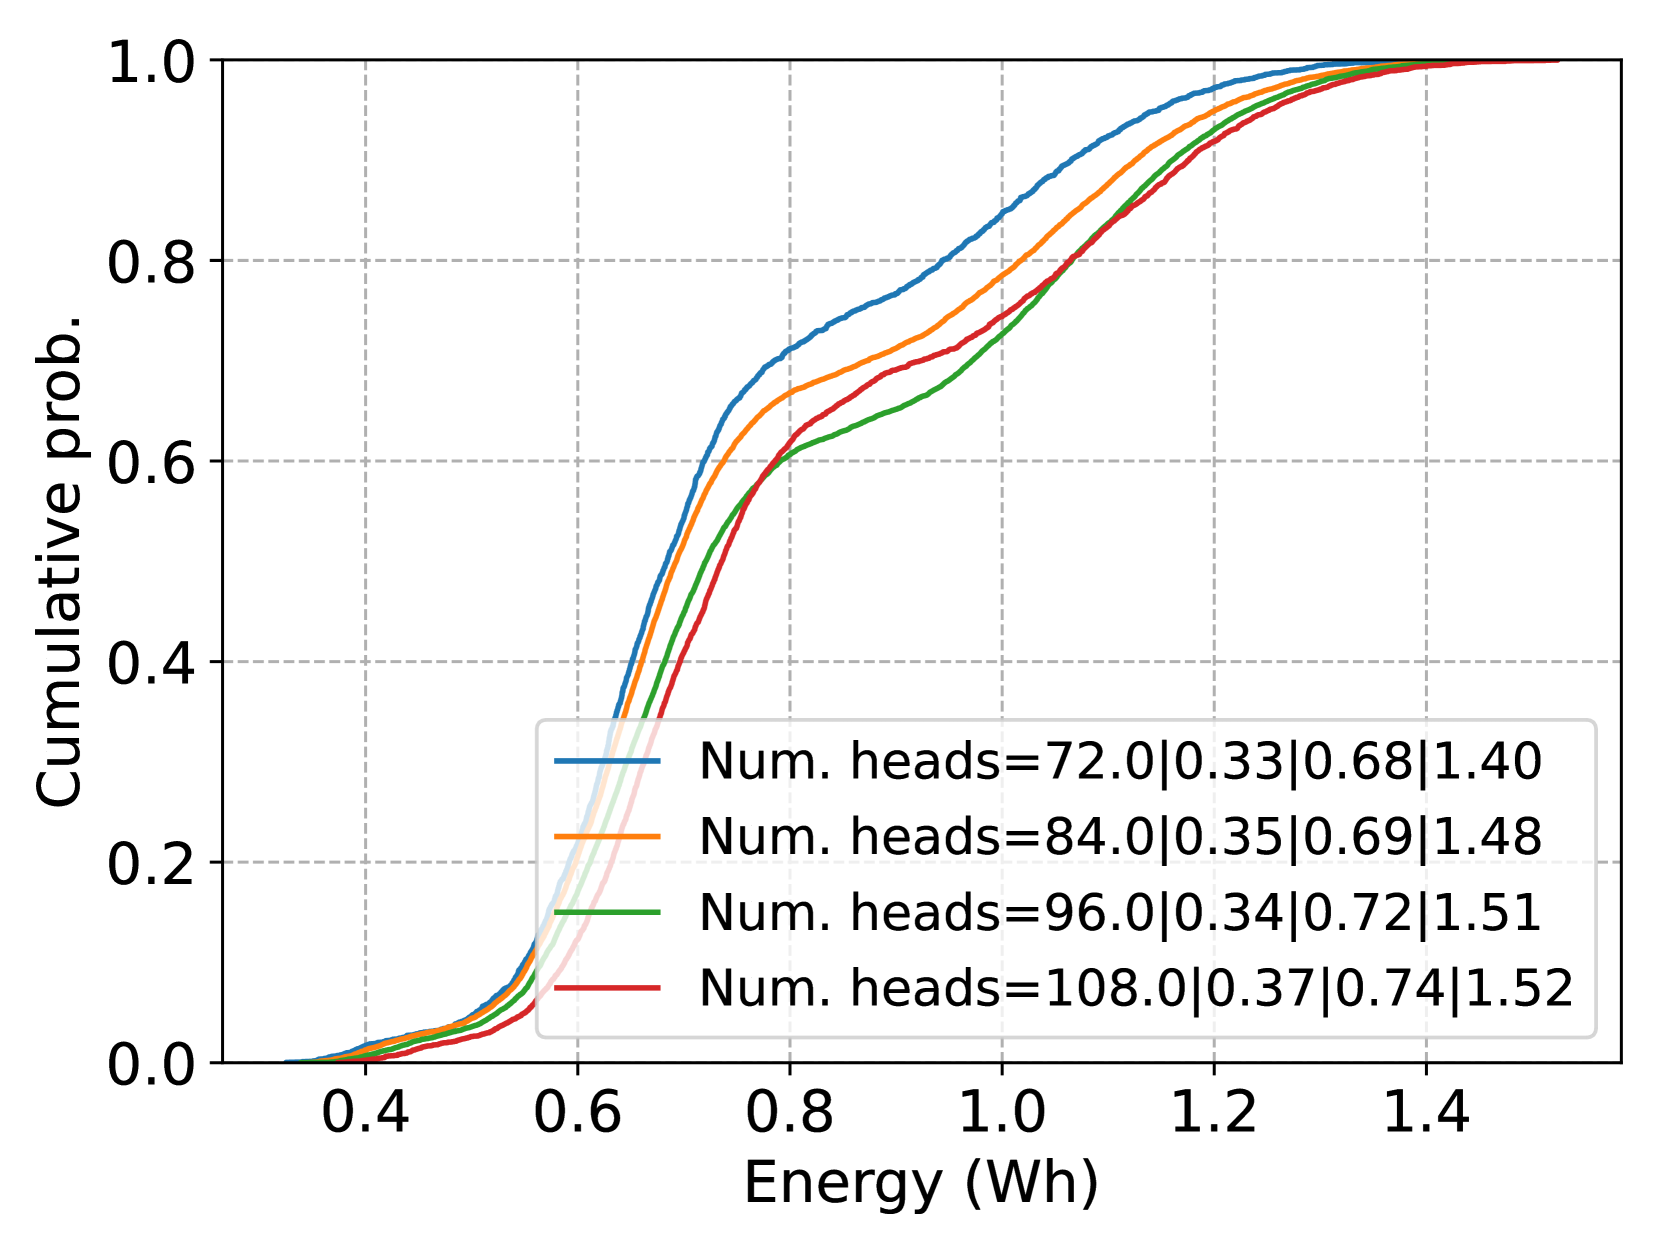 1.0
0.8
0.6
0.4
0.2
0.0
Cumulative prob.
Num. heads=72.0|0.33|0.68|1.40
Num. heads=84.0|0.35|0.69|1.48
Num. heads=96.0|0.34|0.72|1.51
Num. heads=108.0|0.37|0.74|1.52
0.4 0.6 0.8 1.0 1.2 1.4
Energy (Wh)